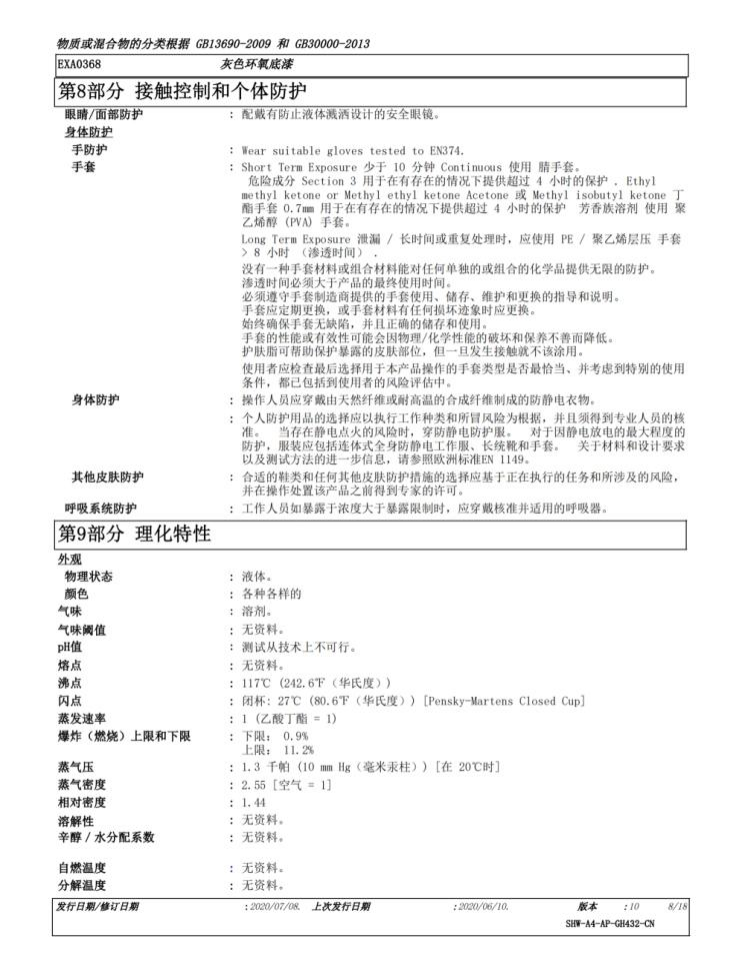 物质或混合物的分类根据 GB13690-2009 和 GB30000-2013
EXA0368 灰色环氧底漆
第8部分 接触控制和个体防护
眼睛/面部防护 : 配戴有防止液体溅洒设计的安全眼镜。
身体防护
手防护 : Wear suitable gloves tested to EN374.
手套 : Short Term Exposure 少于 10 分钟 Continuous 使用 腈手套。
危险成分 Section 3 用于在有存在的情况下提供超过 4 小时的保护 . Ethyl
methyl ketone or Methyl ethyl ketone Acetone 或 Methyl isobutyl ketone 丁
酯手套 0.7mm 用于在有存在的情况下提供超过 4 小时的保护 芳香族溶剂 使用 聚
乙烯醇 (PVA) 手套。
Long Term Exposure 泄漏 / 长时间或重复处理时, 应使用 PE / 聚乙烯层压 手套
> 8 小时 （渗透时间） .
没有一种手套材料或组合材料能对任何单独的或组合的化学品提供无限的防护。
渗透时间必须大于产品的最终使用时间。
必须遵守手套制造商提供的手套使用、储存、维护和更换的指导和说明。
手套应定期更换, 或手套材料有任何损坏迹象时应更换。
始终确保手套无缺陷, 并且正确的储存和使用。
手套的性能或有效性可能会因物理/化学性能的破坏和保养不善而降低。
护肤脂可帮助保护暴露的皮肤部位, 但一旦发生接触就不该涂用。
使用者应检查最后选择用于本产品操作的手套类型是否最恰当、并考虑到特别的使用
条件, 都已包括到使用者的风险评估中。
身体防护 : 操作人员应穿戴由天然纤维或耐高温的合成纤维制成的防静电衣物。
: 个人防护用品的选择应以执行工作种类和所冒风险为根据, 并且须得到专业人员的核
准。 当存在静电点火的风险时, 穿防静电防护服。 对于因静电放电的最大程度的
防护, 服装应包括连体式全身防静电工作服、长统靴和手套。 关于材料和设计要求
以及测试方法的进一步信息, 请参照欧洲标准EN 1149。
其他皮肤防护 : 合适的鞋类和任何其他皮肤防护措施的选择应基于正在执行的任务和所涉及的风险,
并在操作处置该产品之前得到专家的许可。
呼吸系统防护 : 工作人员如暴露于浓度大于暴露限制时, 应穿戴核准并适用的呼吸器。
第9部分 理化特性
外观
物理状态 : 液体。
颜色 : 各种各样的
气味 : 溶剂。
气味阈值 : 无资料。
pH值 : 测试从技术上不可行。
熔点 : 无资料。
沸点 : 117℃ (242.6℉（华氏度）)
闪点 : 闭杯: 27℃ (80.6℉（华氏度）) [Pensky-Martens Closed Cup]
蒸发速率 : 1 (乙酸丁酯 = 1)
爆炸（燃烧）上限和下限 : 下限: 0.9%
上限: 11.2%
蒸气压 : 1.3 千帕 (10 mm Hg（毫米汞柱）) [在 20℃时]
蒸气密度 : 2.55 [空气 = 1]
相对密度 : 1.44
溶解性 : 无资料。
辛醇／水分配系数 : 无资料。
自燃温度 : 无资料。
分解温度 : 无资料。
发行日期/修订日期 : 2020/07/08. 上次发行日期 : 2020/06/10. 版本 : 10 8/18
SHW-A4-AP-GH432-CN